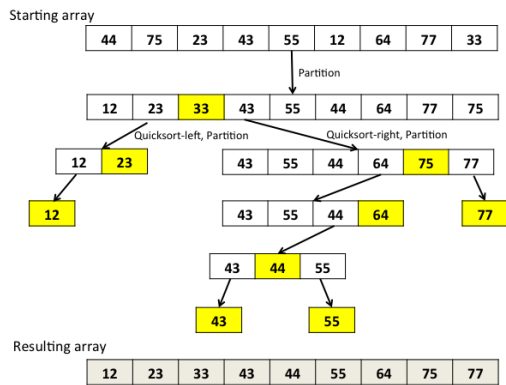 Starting array
44 75 23 43 55 12 64 77 33
Partition
12 23 33 43 55 44 64 77 75
Quicksort-left, Partition Quicksort-right, Partition
12 23 43 55 44 64 75 77
12 43 55 44 64 77
43 44 55
43 55
Resulting array
12 23 33 43 44 55 64 75 77